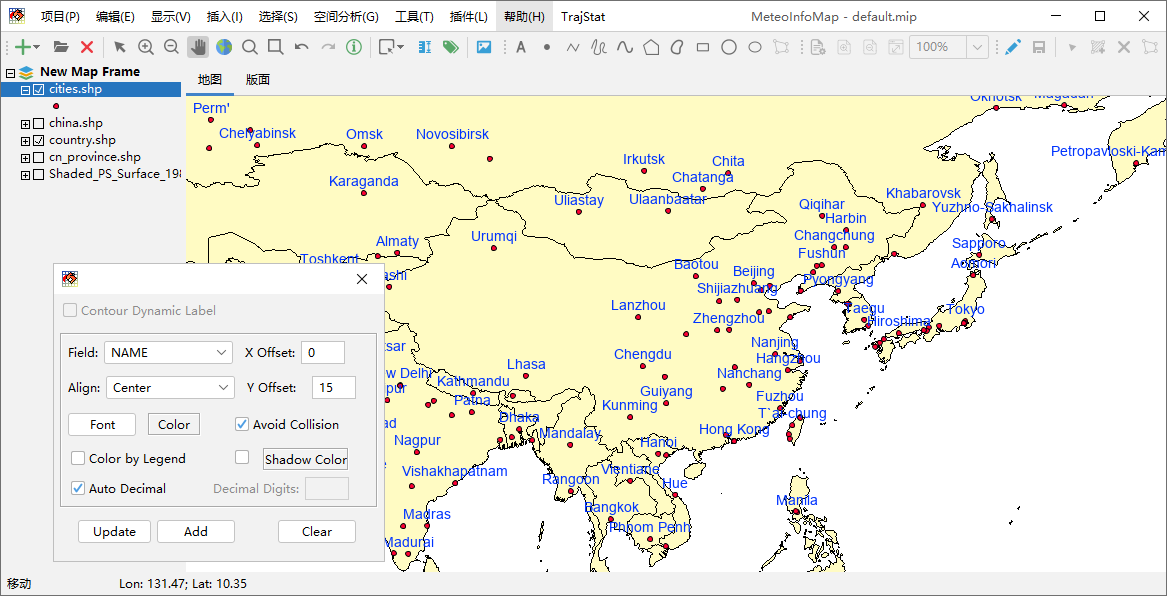 项目(P) 编辑(E) 显示(V) 插入(I) 选择(S) 空间分析(G) 工具(T) 插件(L) 帮助(H) TrajStat MeteoInfoMap - default.mip
A 100%
New Map Frame
cities.shp
china.shp
country.shp
cn_province.shp
Shaded_PS_Surface_198
地图 版面
Okhotsk Magadan
Perm'
Chelyabinsk Omsk Novosibirsk
Petropavloski-Kam
Irkutsk Chita
Karaganda Chatanga
Uliastay Ulaanbaatar Khabarovsk
Qiqihar Yuzhno-Sakhalinsk
Harbin
Almaty Urumqi Changchung
Sapporo
Toshkent Fushun
Baotou Beijing Aomori
ashi Pyongyang
Shijiazhuang
Lanzhou Taegu Tokyo
Zhengzhou Hiroshima
tsar Nanjing
Chengdu Hangzhou
w Delhi Lhasa Nanchang
pur Kathmandu Guiyang
Patna Kunming Fuzhou
Dhaka T`ai-chung
ad Mandalay Hong Kong
Nagpur Hanoi
Vishakhapatnam Vientiane
Rangoon Hue
Madras Bangkok Manila
Phnom Penh
Madurai
Contour Dynamic Label
Field: NAME X Offset: 0
Align: Center Y Offset: 15
Font Color Avoid Collision
Color by Legend Shadow Color
Auto Decimal Decimal Digits:
Update Add Clear
移动 Lon: 131.47; Lat: 10.35